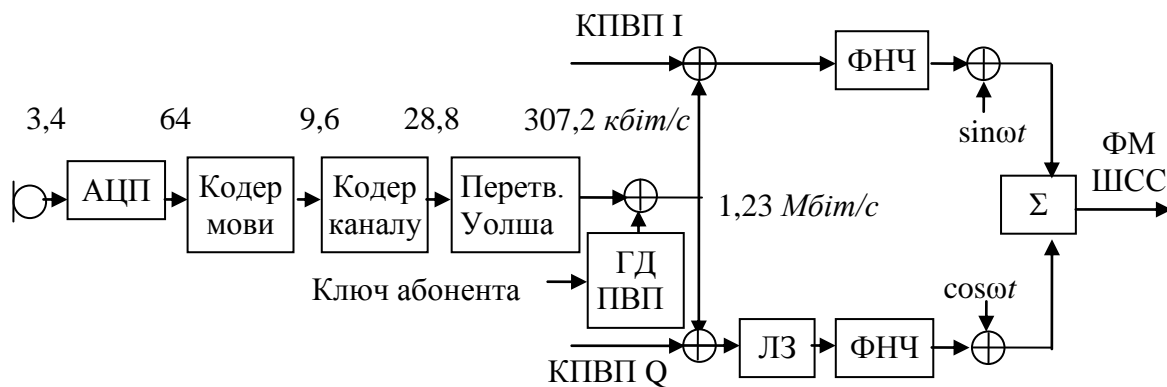 КПВП I
ФНЧ
sinωt
3,4
64
9,6
28,8
307,2 кбіт/с
ФМ
ШСС
АЦП
Кодер
мови
Кодер
каналу
Перетв.
Уолша
1,23 Мбіт/с
Σ
Ключ абонента
ГД
ПВП
cosωt
КПВП Q
ЛЗ
ФНЧ